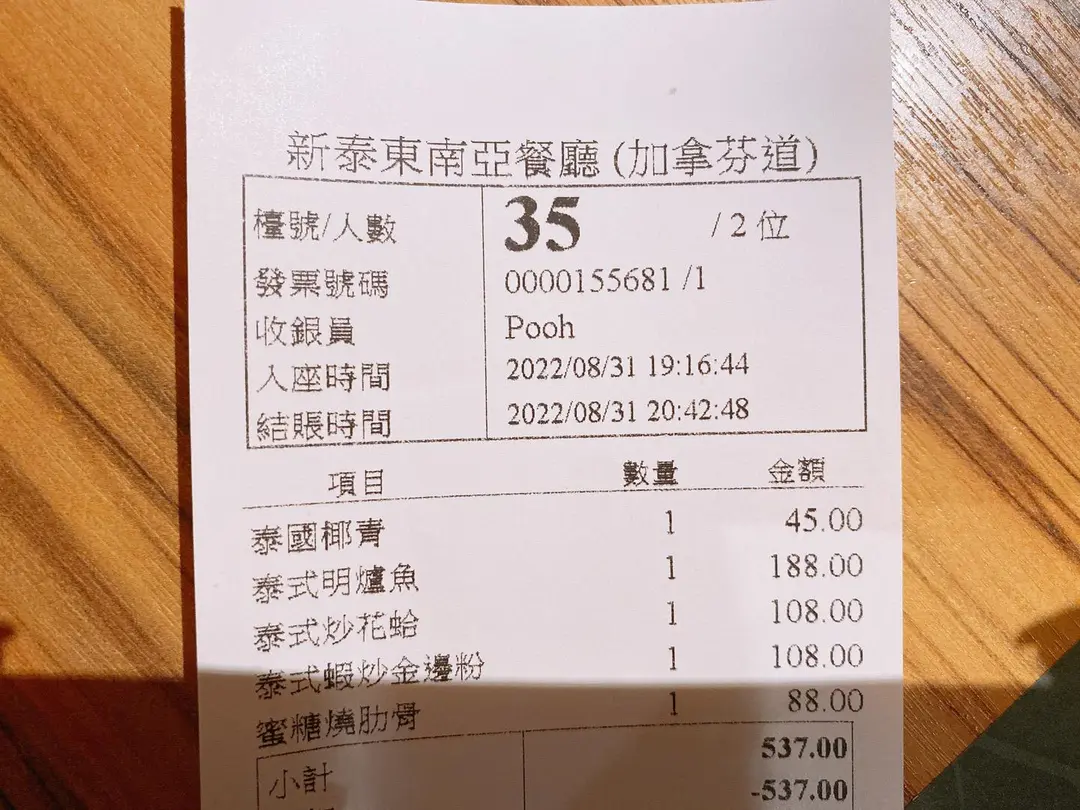 新泰東南亞餐廳 (加拿芬道)
檯號/人數 35 / 2 位
發票號碼 0000155681 /1
收銀員 Pooh
入座時間 2022/08/31 19:16:44
結賬時間 2022/08/31 20:42:48
項目 數量 金額
泰國椰青 1 45.00
泰式明爐魚 1 188.00
泰式炒花蛤 1 108.00
泰式蝦炒金邊粉 1 108.00
蜜糖燒肋骨 1 88.00
小計 537.00
-537.00